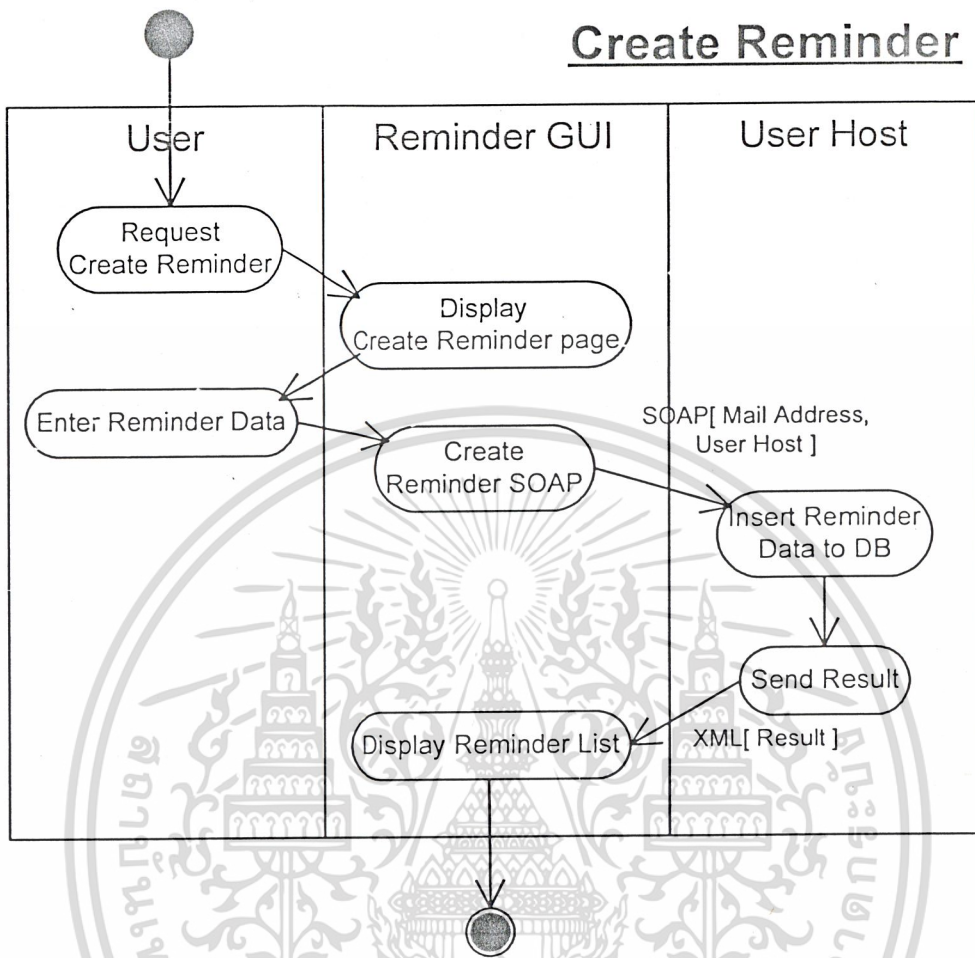 Create Reminder
User
Reminder GUI
User Host
Request
Create Reminder
Display
Create Reminder page
Enter Reminder Data
Create
Reminder SOAP
SOAP[ Mail Address,
User Host ]
Insert Reminder
Data to DB
Send Result
XML[ Result ]
Display Reminder List